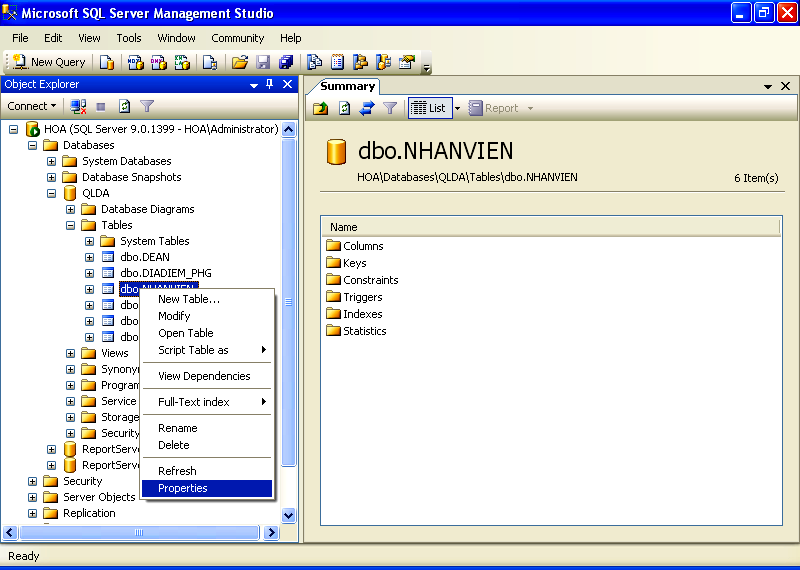 Microsoft SQL Server Management Studio
File Edit View Tools Window Community Help
New Query
Object Explorer
Connect
HOA (SQL Server 9.0.1399 - HOA\Administrator)
Databases
System Databases
Database Snapshots
QLDA
Database Diagrams
Tables
System Tables
dbo.DEAN
dbo.DIADIEM_PHG
dbo.NHANVIEN
dbo
dbo
dbo
Views
Synonym
Program
Service
Storage
Security
ReportServe
ReportServe
Security
Server Objects
Replication
New Table...
Modify
Open Table
Script Table as
View Dependencies
Full-Text index
Rename
Delete
Refresh
Properties
Summary
List Report
dbo.NHANVIEN
HOA\Databases\QLDA\Tables\dbo.NHANVIEN 6 Item(s)
Name
Columns
Keys
Constraints
Triggers
Indexes
Statistics
Ready